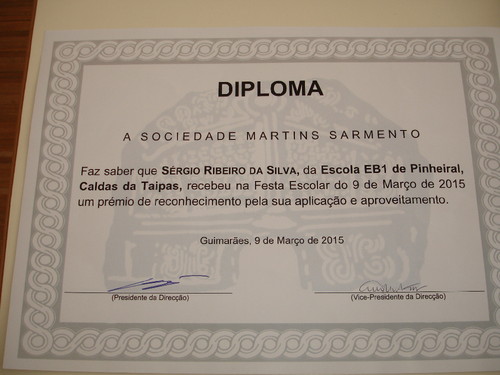 DIPLOMA
A SOCIEDADE MARTINS SARMENTO
Faz saber que SÉRGIO RIBEIRO DA SILVA, da Escola EB1 de Pinheiral,
Caldas da Taipas, recebeu na Festa Escolar do 9 de Março de 2015
um prémio de reconhecimento pela sua aplicação e aproveitamento.
Guimarães, 9 de Março de 2015
(Presidente da Direcção)
(Vice-Presidente da Direcção)